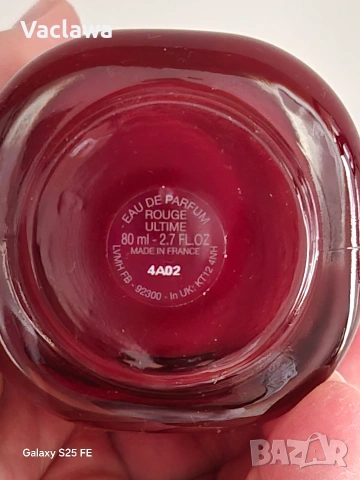 Vaclawa
EAU DE PARFUM
ROUGE
ULTIME
80 ml - 2.7 FL.OZ
MADE IN FRANCE
4A02
LVMH FB - 92300 - In UK: KT12 4NH
Galaxy S25 FE
BAZAR